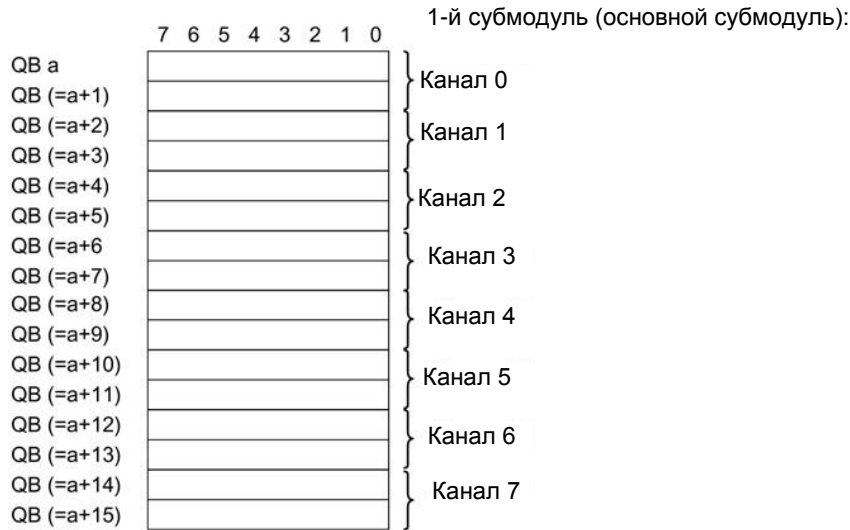 1-й субмодуль (основной субмодуль):
7 6 5 4 3 2 1 0
QB a
QB (=a+1)
Канал 0
QB (=a+2)
QB (=a+3)
Канал 1
QB (=a+4)
QB (=a+5)
Канал 2
QB (=a+6
QB (=a+7)
Канал 3
QB (=a+8)
QB (=a+9)
Канал 4
QB (=a+10)
QB (=a+11)
Канал 5
QB (=a+12)
QB (=a+13)
Канал 6
QB (=a+14)
QB (=a+15)
Канал 7